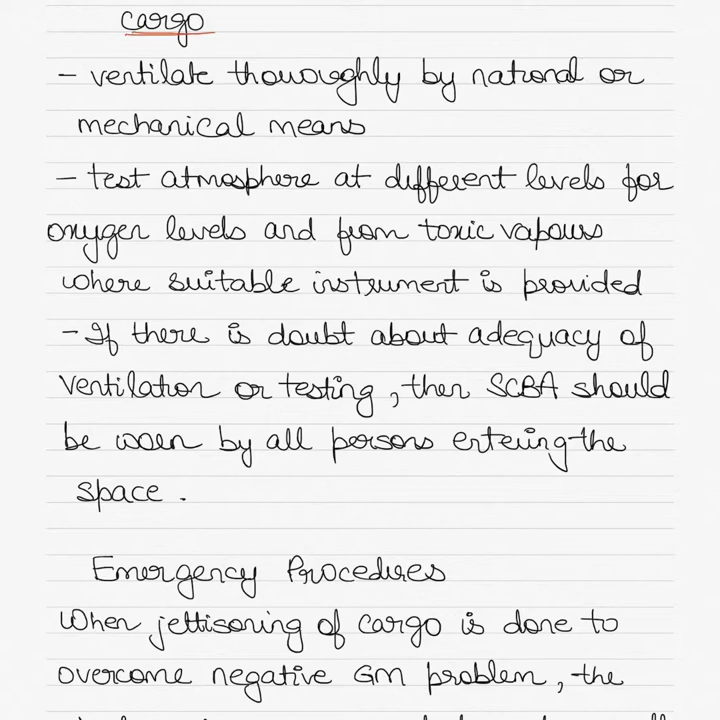 cargo
- ventilate thouroghly by natural or
mechanical means
- test atmosphere at different levels for
oxygen levels and from toxic vapours
where suitable instrument is provided
- If there is doubt about adequacy of
ventilation or testing, then SCBA should
be worn by all persons entering the
space.
Emergency Procedures
When jettisoning of cargo is done to
overcome negative GM problem, the